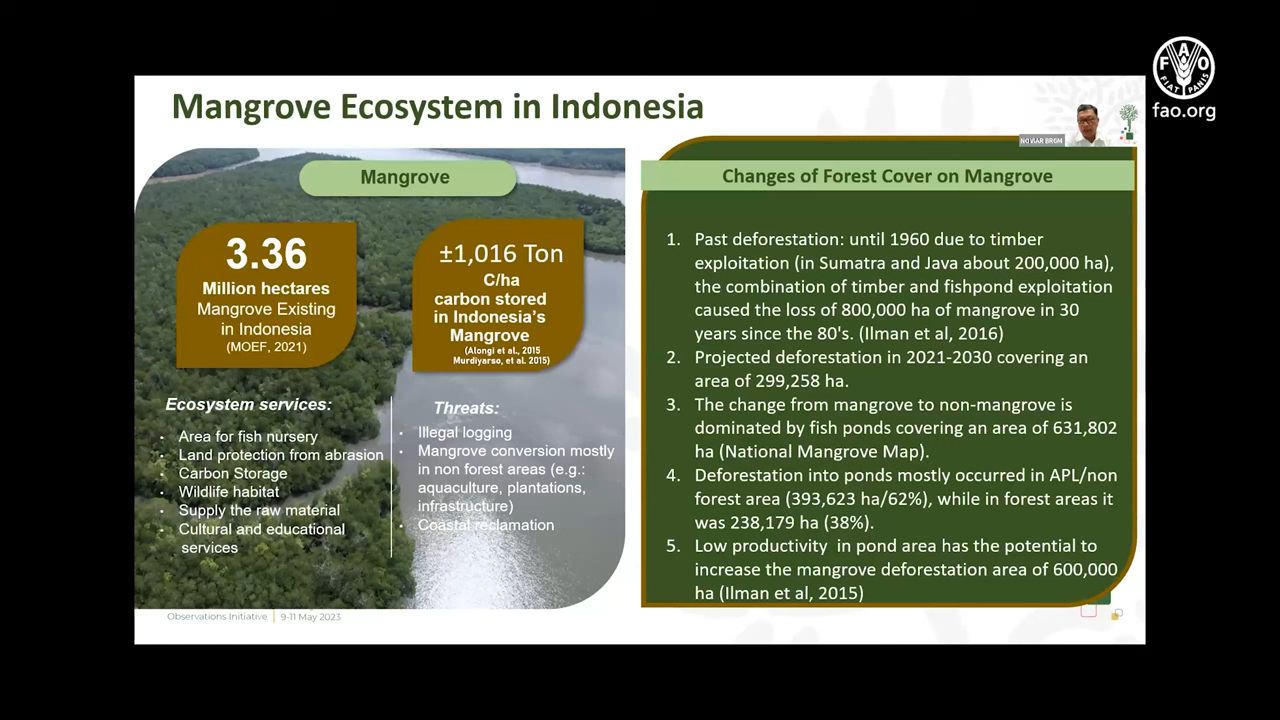 Mangrove Ecosystem in Indonesia
FAO
FIAT PANIS
fao.org
NOVIAR BRGM
Mangrove
3.36
Million hectares
Mangrove Existing
in Indonesia
(MOEF, 2021)
±1,016 Ton
C/ha
carbon stored
in Indonesia's
Mangrove
(Alongi et al., 2015
Murdiyarso, et al. 2015)
Ecosystem services:
· Area for fish nursery
· Land protection from abrasion
· Carbon Storage
· Wildlife habitat
· Supply the raw material
· Cultural and educational
services
Threats:
· Illegal logging
· Mangrove conversion mostly
in non forest areas (e.g.:
aquaculture, plantations,
infrastructure)
· Coastal reclamation
Changes of Forest Cover on Mangrove
1. Past deforestation: until 1960 due to timber
exploitation (in Sumatra and Java about 200,000 ha),
the combination of timber and fishpond exploitation
caused the loss of 800,000 ha of mangrove in 30
years since the 80's. (Ilman et al, 2016)
2. Projected deforestation in 2021-2030 covering an
area of 299,258 ha.
3. The change from mangrove to non-mangrove is
dominated by fish ponds covering an area of 631,802
ha (National Mangrove Map).
4. Deforestation into ponds mostly occurred in APL/non
forest area (393,623 ha/62%), while in forest areas it
was 238,179 ha (38%).
5. Low productivity in pond area has the potential to
increase the mangrove deforestation area of 600,000
ha (Ilman et al, 2015)
Observations Initiative | 9-11 May 2023